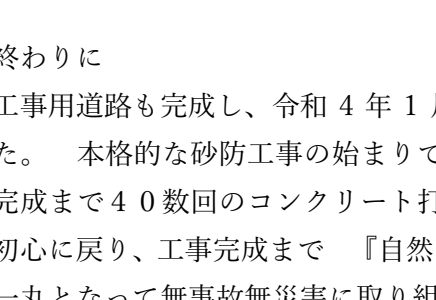 終わりに
工事用道路も完成し、令和 4 年 1 月
た。　本格的な砂防工事の始まりで
完成まで４０数回のコンクリート打
初心に戻り、工事完成まで　『自然
一丸となって無事故無災害に取り組